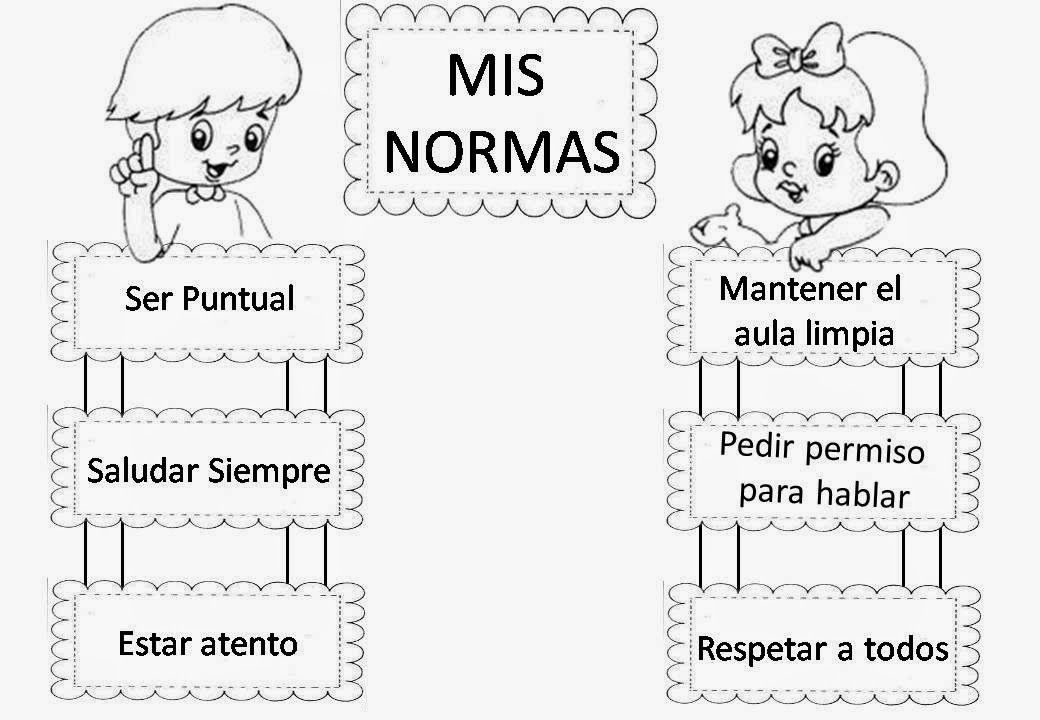 MIS
NORMAS
Ser Puntual
Saludar Siempre
Estar atento
Mantener el
aula limpia
Pedir permiso
para hablar
Respetar a todos